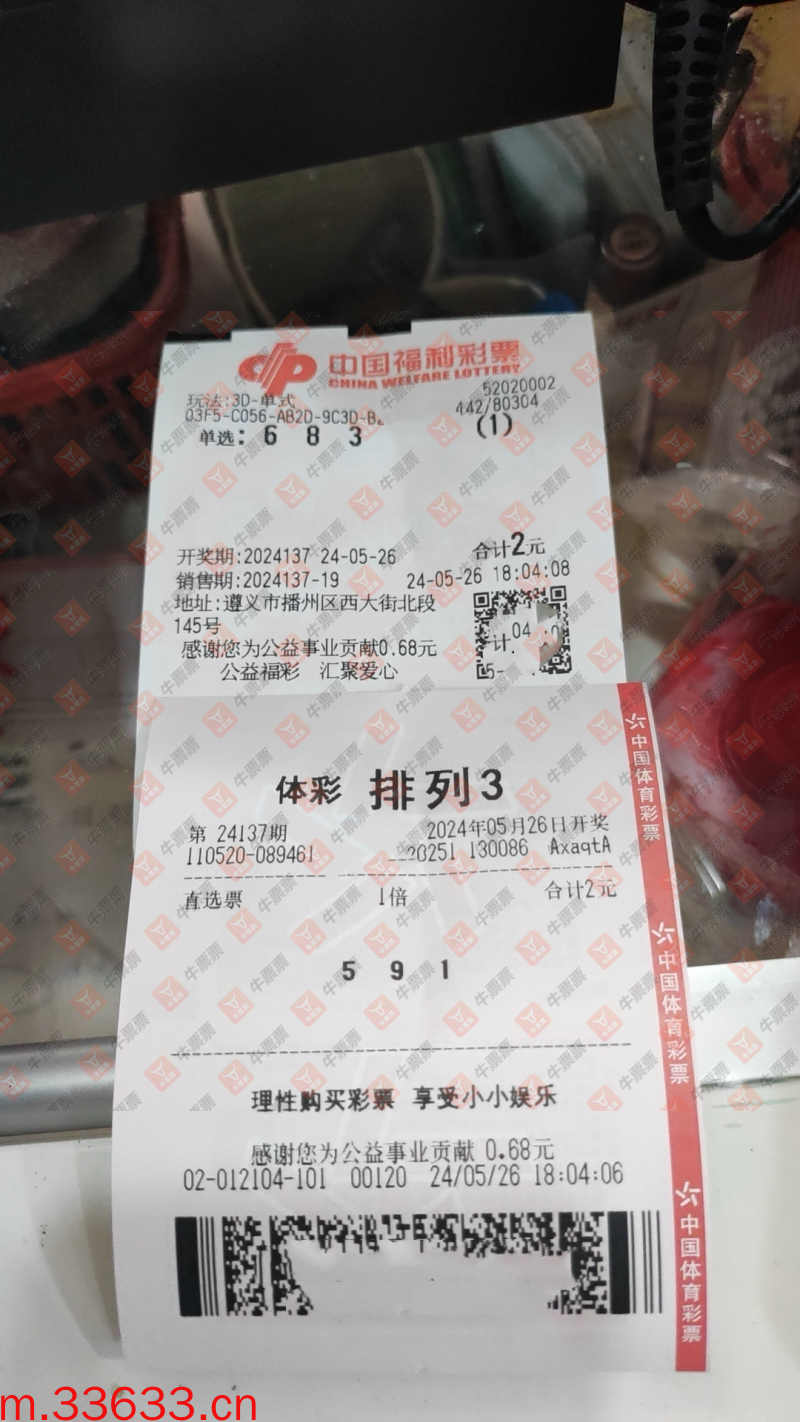 中国福利彩票
CHINA WELFARE LOTTERY
玩法:3D-单式 52020002
03F5-C056-AB2D-9C3D-B 442/80304
单选: 6 8 3 (1)
开奖期:2024137 24-05-26 合计2元
销售期:2024137-19 24-05-26 18:04:08
地址:遵义市播州区西大街北段
145号
感谢您为公益事业贡献0.68元
公益福彩 汇聚爱心
体彩 排列3
第 24137期 2024年05月26日开奖
110520-089461 20251 130086 AxaqtA
直选票 1倍 合计2元
5 9 1
理性购买彩票 享受小小娱乐
感谢您为公益事业贡献 0.68元
02-012104-101 00120 24/05/26 18:04:06
中国体育彩票
中国体育彩票
中国体育彩票
牛票票
m.33633.cn